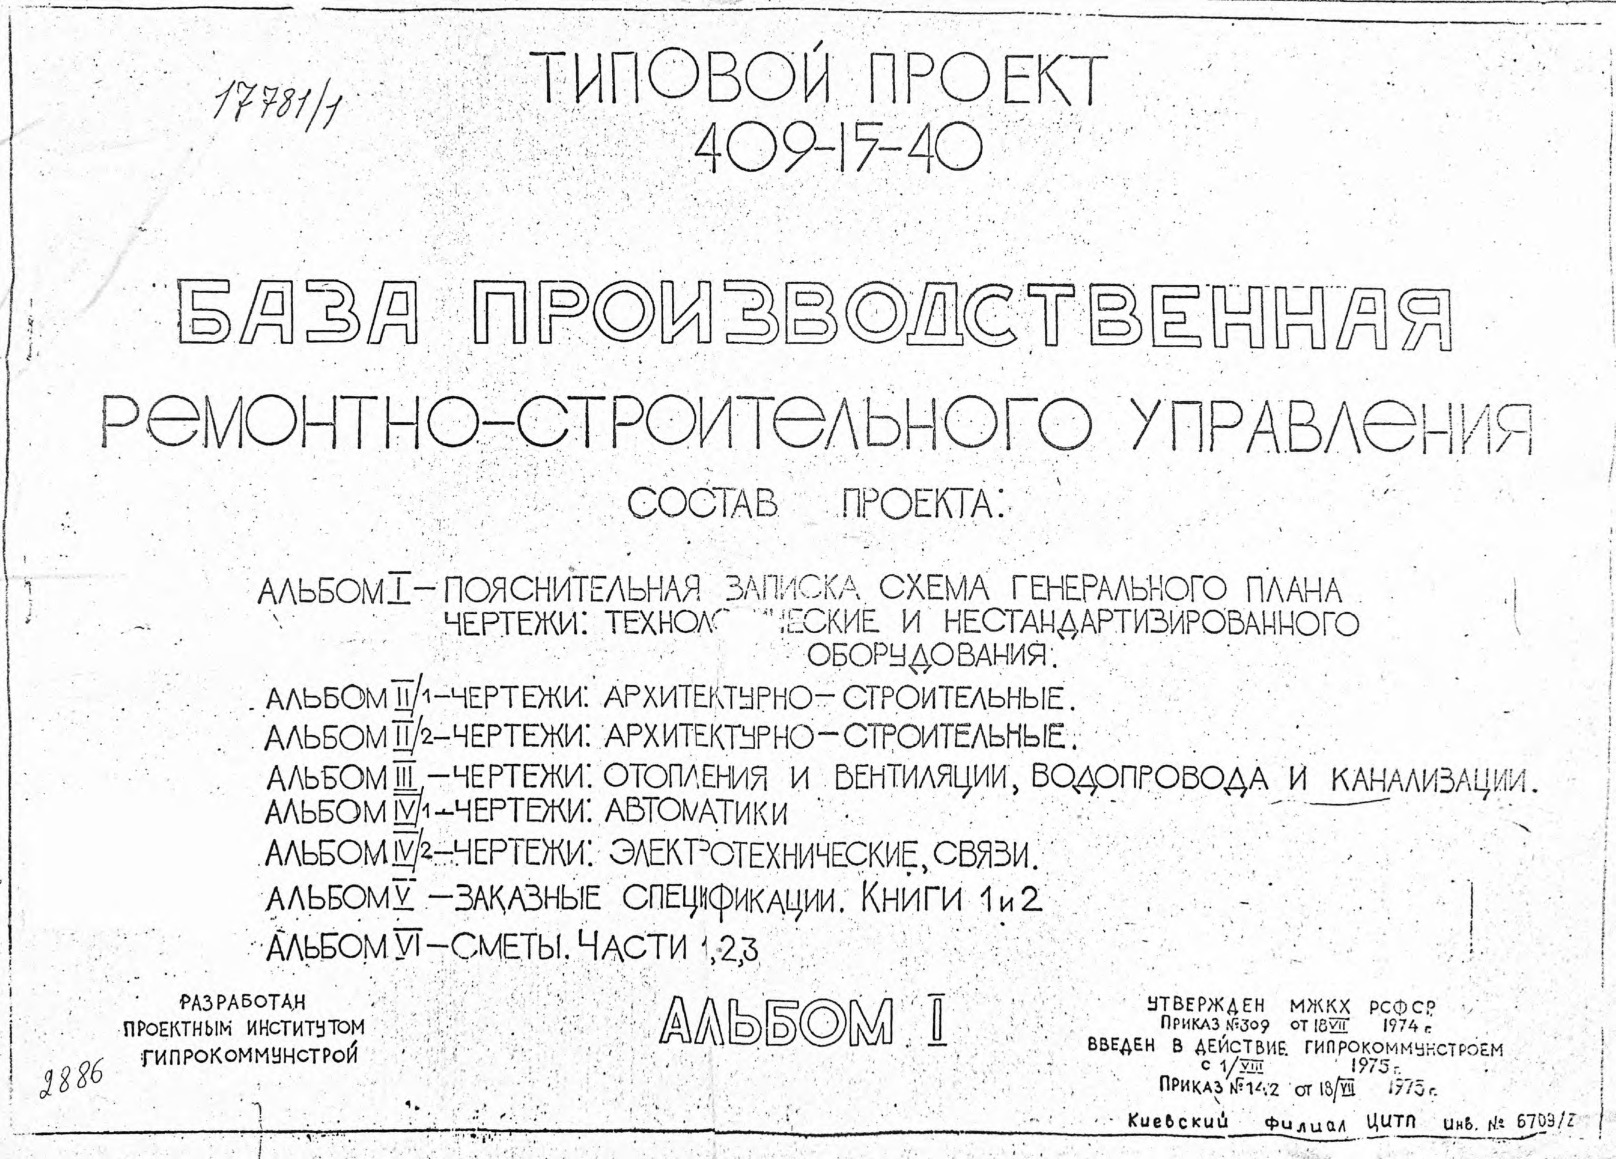 17781/1
ТИПОВОЙ ПРОЕКТ
409-15-40
БАЗА ПРОИЗВОДСТВЕННАЯ
РЕМОНТНО-СТРОИТЕЛЬНОГО УПРАВЛЕНИЯ
СОСТАВ ПРОЕКТА:
АЛЬБОМ I – ПОЯСНИТЕЛЬНАЯ ЗАПИСКА. СХЕМА ГЕНЕРАЛЬНОГО ПЛАНА
ЧЕРТЕЖИ: ТЕХНОЛОГИЧЕСКИЕ И НЕСТАНДАРТИЗИРОВАННОГО
ОБОРУДОВАНИЯ.
АЛЬБОМ II/1 – ЧЕРТЕЖИ: АРХИТЕКТУРНО – СТРОИТЕЛЬНЫЕ.
АЛЬБОМ II/2 – ЧЕРТЕЖИ: АРХИТЕКТУРНО – СТРОИТЕЛЬНЫЕ.
АЛЬБОМ III – ЧЕРТЕЖИ: ОТОПЛЕНИЯ И ВЕНТИЛЯЦИИ, ВОДОПРОВОДА И КАНАЛИЗАЦИИ.
АЛЬБОМ IV/1 – ЧЕРТЕЖИ: АВТОМАТИКИ
АЛЬБОМ IV/2 – ЧЕРТЕЖИ: ЭЛЕКТРОТЕХНИЧЕСКИЕ, СВЯЗИ.
АЛЬБОМ V – ЗАКАЗНЫЕ СПЕЦИФИКАЦИИ. КНИГИ 1 и 2
АЛЬБОМ VI – СМЕТЫ. ЧАСТИ 1,2,3
РАЗРАБОТАН
ПРОЕКТНЫМ ИНСТИТУТОМ
ГИПРОКОММУНСТРОЙ
2886
АЛЬБОМ I
УТВЕРЖДЕН МЖКХ РСФСР
ПРИКАЗ №309 ОТ 18 VII 1974 г.
ВВЕДЕН В ДЕЙСТВИЕ ГИПРОКОММУНСТРОЕМ
С 1/VIII 1975 г.
ПРИКАЗ №142 от 18/VII 1975 г.
Киевский филиал ЦИТП инв. № 6709/